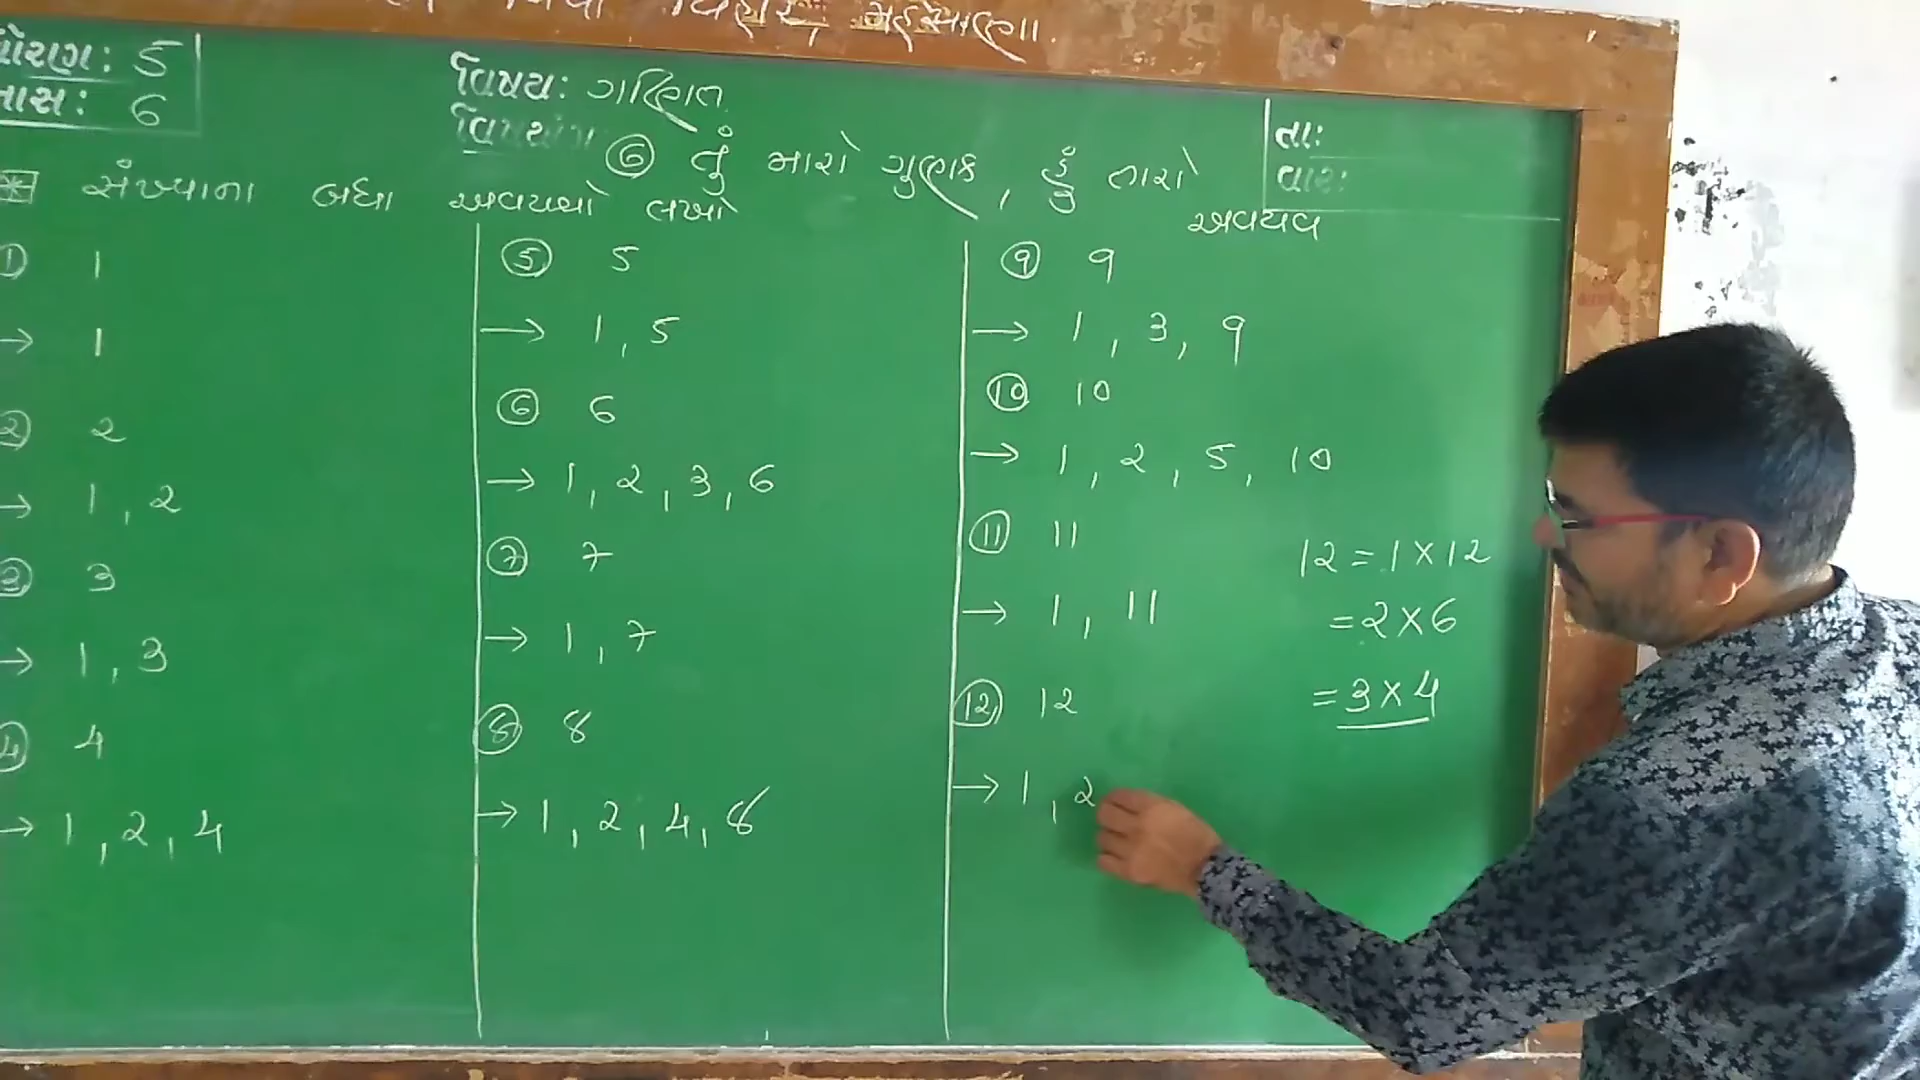 વિહાર, મહેસાણા.
ધોરણ: 5
તાસ: 6
વિષય: ગણિત
તા:
વાર:
6 તું મારો ગુણક, હું તારો
અવયવ
* સંખ્યાના બધા અવયવો લખો
1 1
→ 1
2 2
→ 1, 2
3 3
→ 1, 3
4 4
→ 1, 2, 4
5 5
→ 1, 5
6 6
→ 1, 2, 3, 6
7 7
→ 1, 7
8 8
→ 1, 2, 4, 8
9 9
→ 1, 3, 9
10 10
→ 1, 2, 5, 10
11 11
→ 1, 11
12 12
→ 1, 2
12 = 1 × 12
= 2 × 6
= 3 × 4